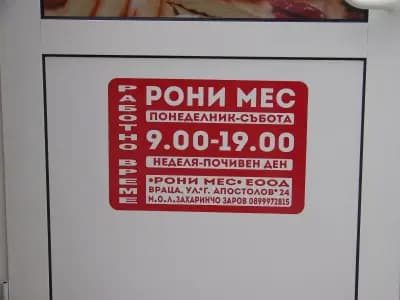 РАБОТНО ВРЕМЕ
РОНИ МЕС
ПОНЕДЕЛНИК-СЪБОТА
9.00-19.00
НЕДЕЛЯ-ПОЧИВЕН ДЕН
"РОНИ МЕС" ЕООД
ВРАЦА, УЛ."Г. АПОСТОЛОВ" 24
М.О.Л.ЗАХАРИНЧО ЗАРОВ 0899972815